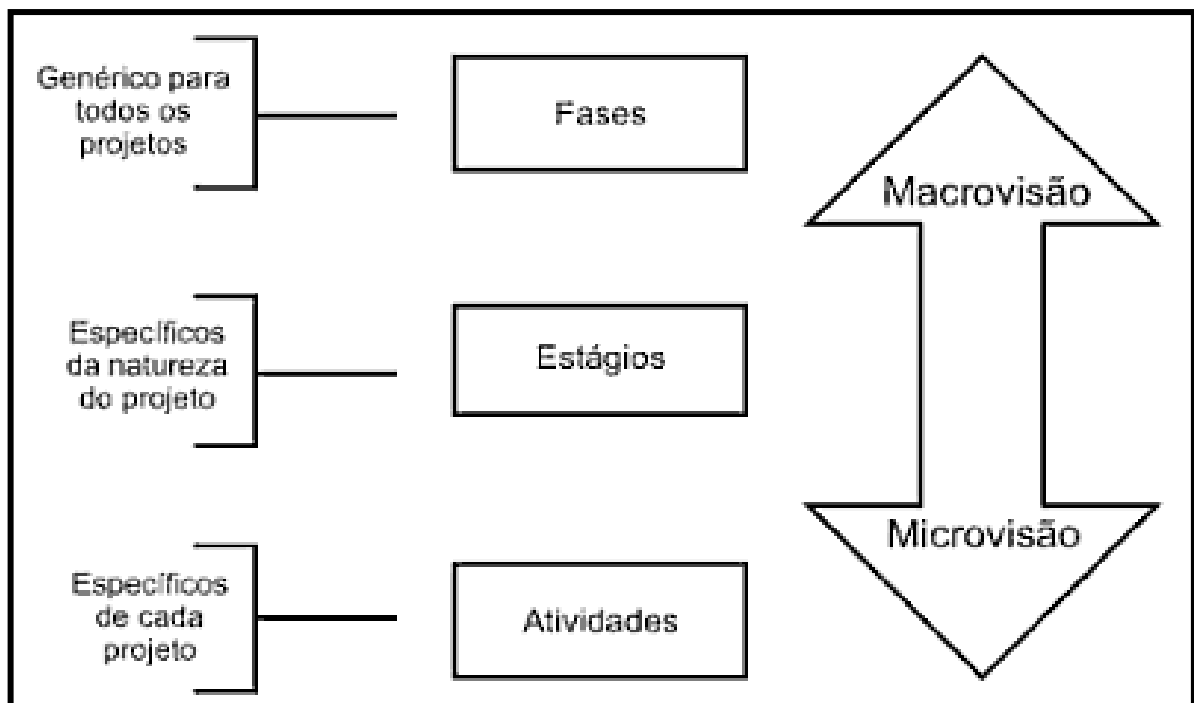 Genérico para
todos os
projetos
Fases
Macrovisão
Específicos
da natureza
do projeto
Estágios
Microvisão
Específicos
de cada
projeto
Atividades